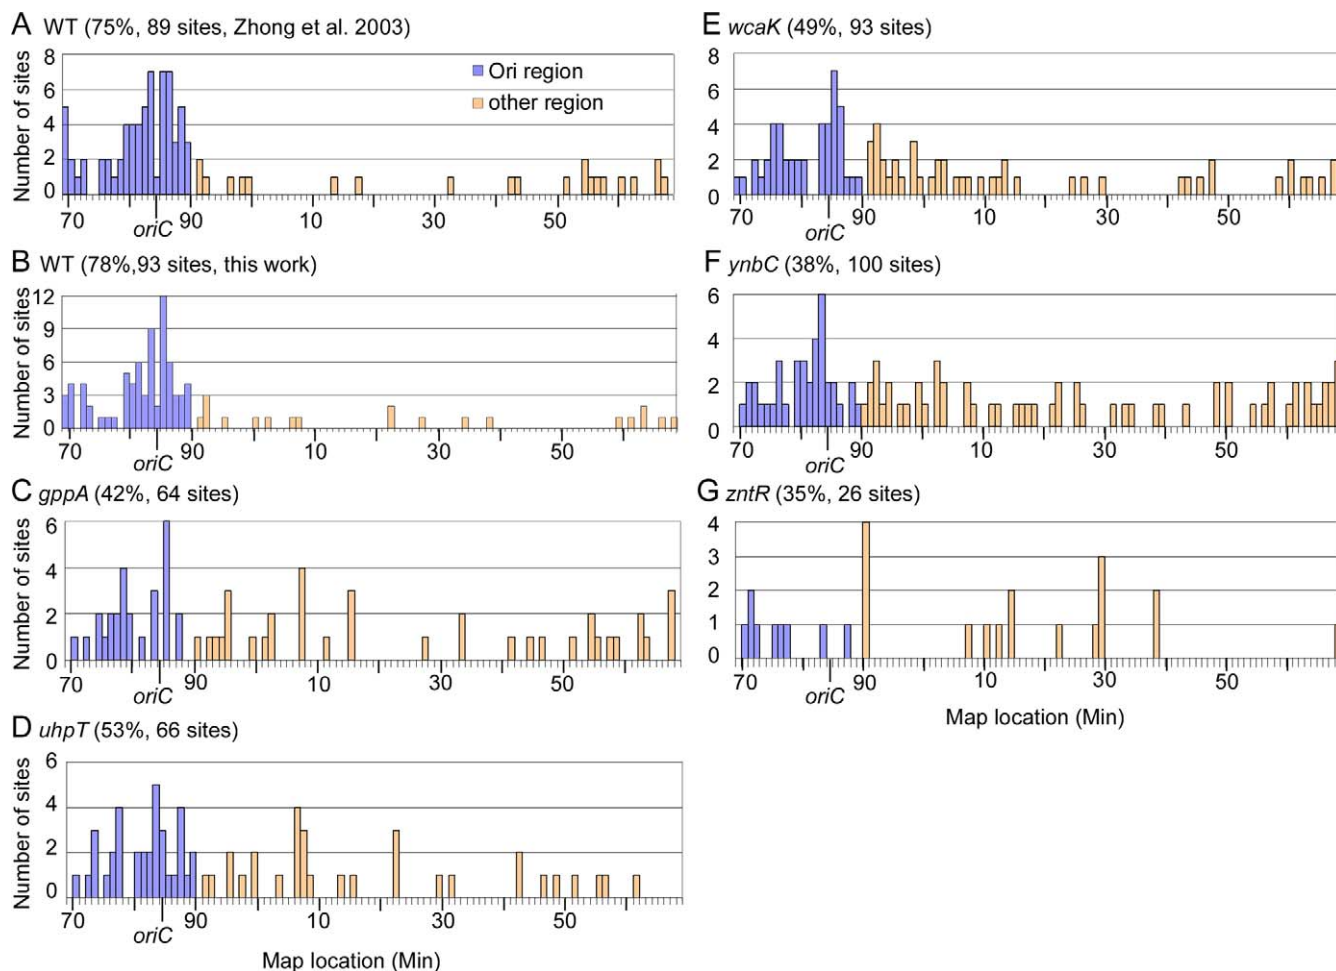 A WT (75%, 89 sites, Zhong et al. 2003)
Number of sites
8
6
4
2
0
Ori region
other region
70 90 10 30 50
oriC
B WT (78%,93 sites, this work)
Number of sites
12
9
6
3
0
70 90 10 30 50
oriC
C gppA (42%, 64 sites)
Number of sites
6
4
2
0
70 90 10 30 50
oriC
D uhpT (53%, 66 sites)
Number of sites
6
4
2
0
70 90 10 30 50
oriC
Map location (Min)
E wcaK (49%, 93 sites)
8
6
4
2
0
70 90 10 30 50
oriC
F ynbC (38%, 100 sites)
6
4
2
0
70 90 10 30 50
oriC
G zntR (35%, 26 sites)
4
3
2
1
0
70 90 10 30 50
oriC
Map location (Min)